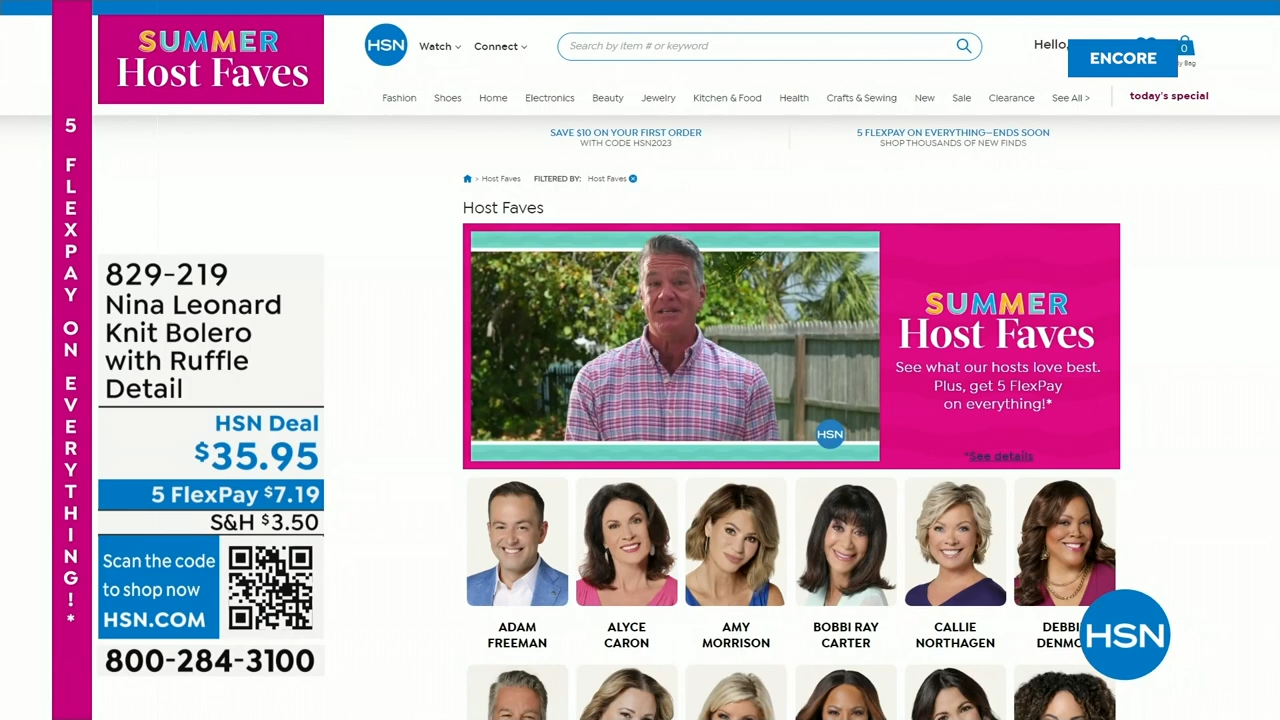 SUMMER
Host Faves
5 FLEXPAY ON EVERYTHING!*
829-219
Nina Leonard
Knit Bolero
with Ruffle
Detail
HSN Deal
$35.95
5 FlexPay $7.19
S&H $3.50
Scan the code
to shop now
HSN.COM
800-284-3100
HSN
Watch
Connect
Search by item # or keyword
Hello,
ENCORE
0
Bag
Fashion
Shoes
Home
Electronics
Beauty
Jewelry
Kitchen & Food
Health
Crafts & Sewing
New
Sale
Clearance
See All >
today's special
SAVE $10 ON YOUR FIRST ORDER
WITH CODE HSN2023
5 FLEXPAY ON EVERYTHING—ENDS SOON
SHOP THOUSANDS OF NEW FINDS
> Host Faves
FILTERED BY: Host Faves
Host Faves
HSN
SUMMER
Host Faves
See what our hosts love best.
Plus, get 5 FlexPay
on everything!*
*See details
ADAM
FREEMAN
ALYCE
CARON
AMY
MORRISON
BOBBI RAY
CARTER
CALLIE
NORTHAGEN
HSN